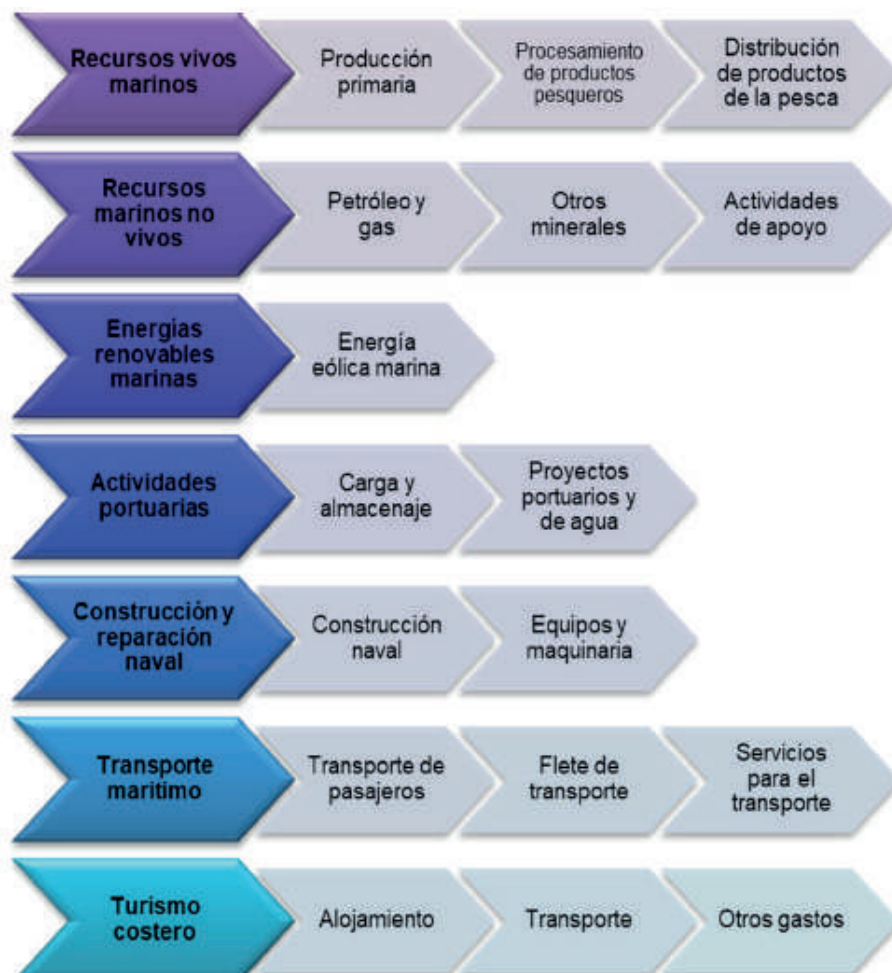 Recursos vivos
marinos
Producción
primaria
Procesamiento
de productos
pesqueros
Distribución
de productos
de la pesca
Recursos
marinos no
vivos
Petróleo y
gas
Otros
minerales
Actividades
de apoyo
Energías
renovables
marinas
Energía
eólica marina
Actividades
portuarias
Carga y
almacenaje
Proyectos
portuarios y
de agua
Construcción y
reparación
naval
Construcción
naval
Equipos y
maquinaria
Transporte
marítimo
Transporte de
pasajeros
Flete de
transporte
Servicios
para el
transporte
Turismo
costero
Alojamiento
Transporte
Otros gastos